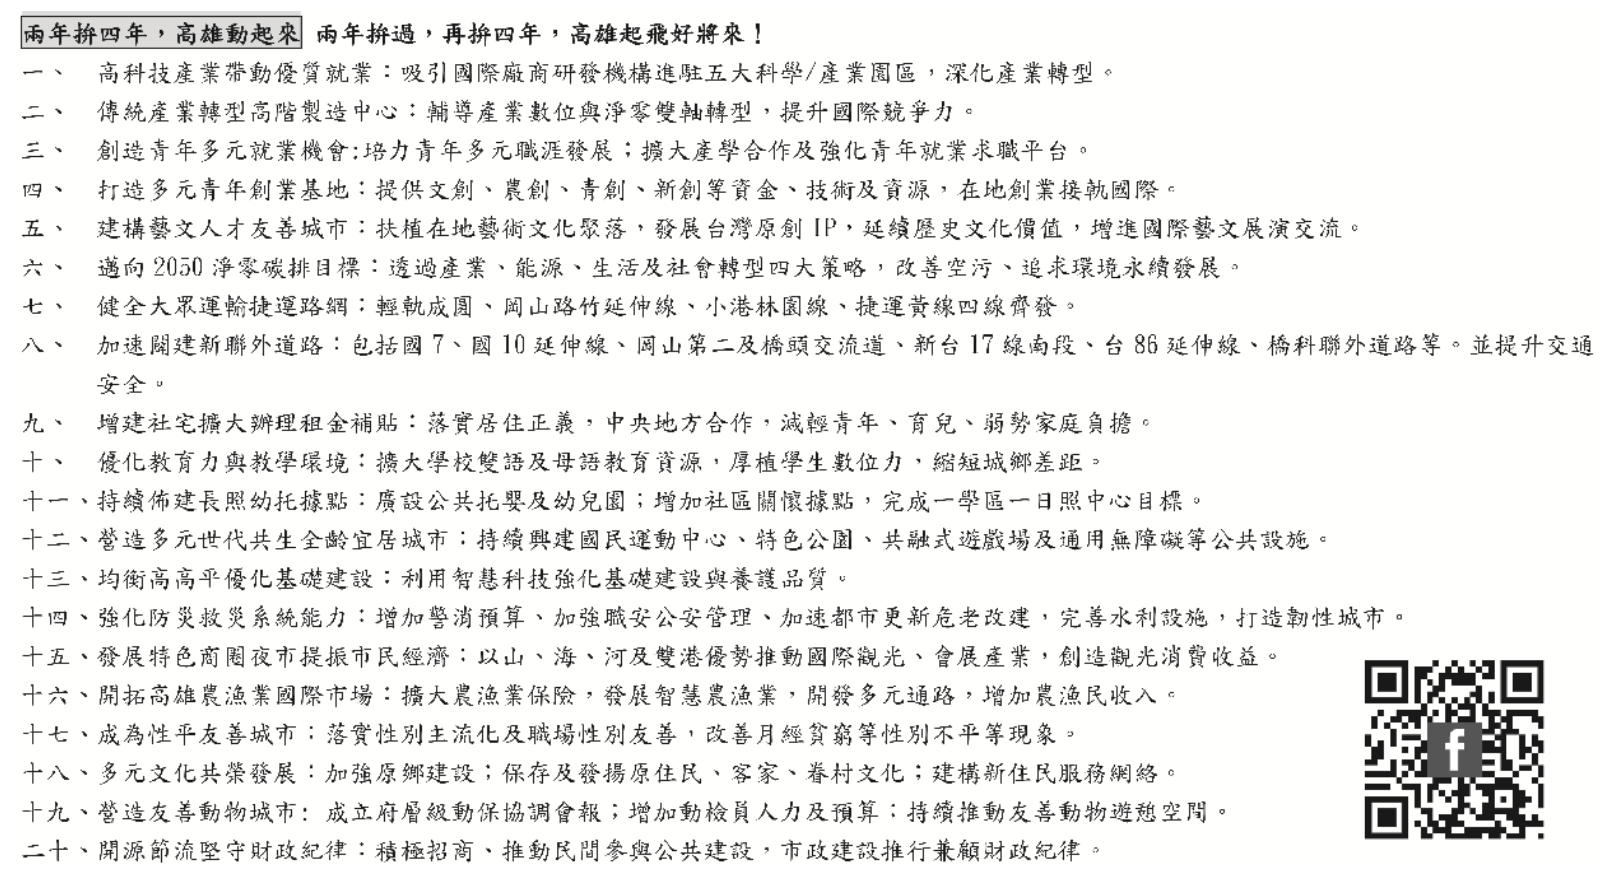 兩年拚四年，高雄動起來 兩年拚過，再拚四年，高雄起飛好將來！
一、 高科技產業帶動優質就業：吸引國際廠商研發機構進駐五大科學/產業園區，深化產業轉型。
二、 傳統產業轉型高階製造中心：輔導產業數位與淨零雙軸轉型，提升國際競爭力。
三、 創造青年多元就業機會:培力青年多元職涯發展；擴大產學合作及強化青年就業求職平台。
四、 打造多元青年創業基地：提供文創、農創、青創、新創等資金、技術及資源，在地創業接軌國際。
五、 建構藝文人才友善城市：扶植在地藝術文化聚落，發展台灣原創 IP，延續歷史文化價值，增進國際藝文展演交流。
六、 邁向 2050 淨零碳排目標：透過產業、能源、生活及社會轉型四大策略，改善空污、追求環境永續發展。
七、 健全大眾運輸捷運路網：輕軌成圓、岡山路竹延伸線、小港林園線、捷運黃線四線齊發。
八、 加速闢建新聯外道路：包括國 7、國 10 延伸線、岡山第二及橋頭交流道、新台 17 線南段、台 86 延伸線、橋科聯外道路等。並提升交通
安全。
九、 增建社宅擴大辦理租金補貼：落實居住正義，中央地方合作，減輕青年、育兒、弱勢家庭負擔。
十、 優化教育力與教學環境：擴大學校雙語及母語教育資源，厚植學生數位力，縮短城鄉差距。
十一、持續佈建長照幼托據點：廣設公共托嬰及幼兒園；增加社區關懷據點，完成一學區一日照中心目標。
十二、營造多元世代共生全齡宜居城市：持續興建國民運動中心、特色公園、共融式遊戲場及通用無障礙等公共設施。
十三、均衡高高平優化基礎建設：利用智慧科技強化基礎建設與養護品質。
十四、強化防災救災系統能力：增加警消預算、加強職安公安管理、加速都市更新危老改建，完善水利設施，打造韌性城市。
十五、發展特色商圈夜市提振市民經濟：以山、海、河及雙港優勢推動國際觀光、會展產業，創造觀光消費收益。
十六、開拓高雄農漁業國際市場：擴大農漁業保險，發展智慧農漁業，開發多元通路，增加農漁民收入。
十七、成為性平友善城市：落實性別主流化及職場性別友善，改善月經貧窮等性別不平等現象。
十八、多元文化共榮發展：加強原鄉建設；保存及發揚原住民、客家、眷村文化；建構新住民服務網絡。
十九、營造友善動物城市: 成立府層級動保協調會報；增加動檢員人力及預算；持續推動友善動物遊憩空間。
二十、開源節流堅守財政紀律：積極招商、推動民間參與公共建設，市政建設推行兼顧財政紀律。